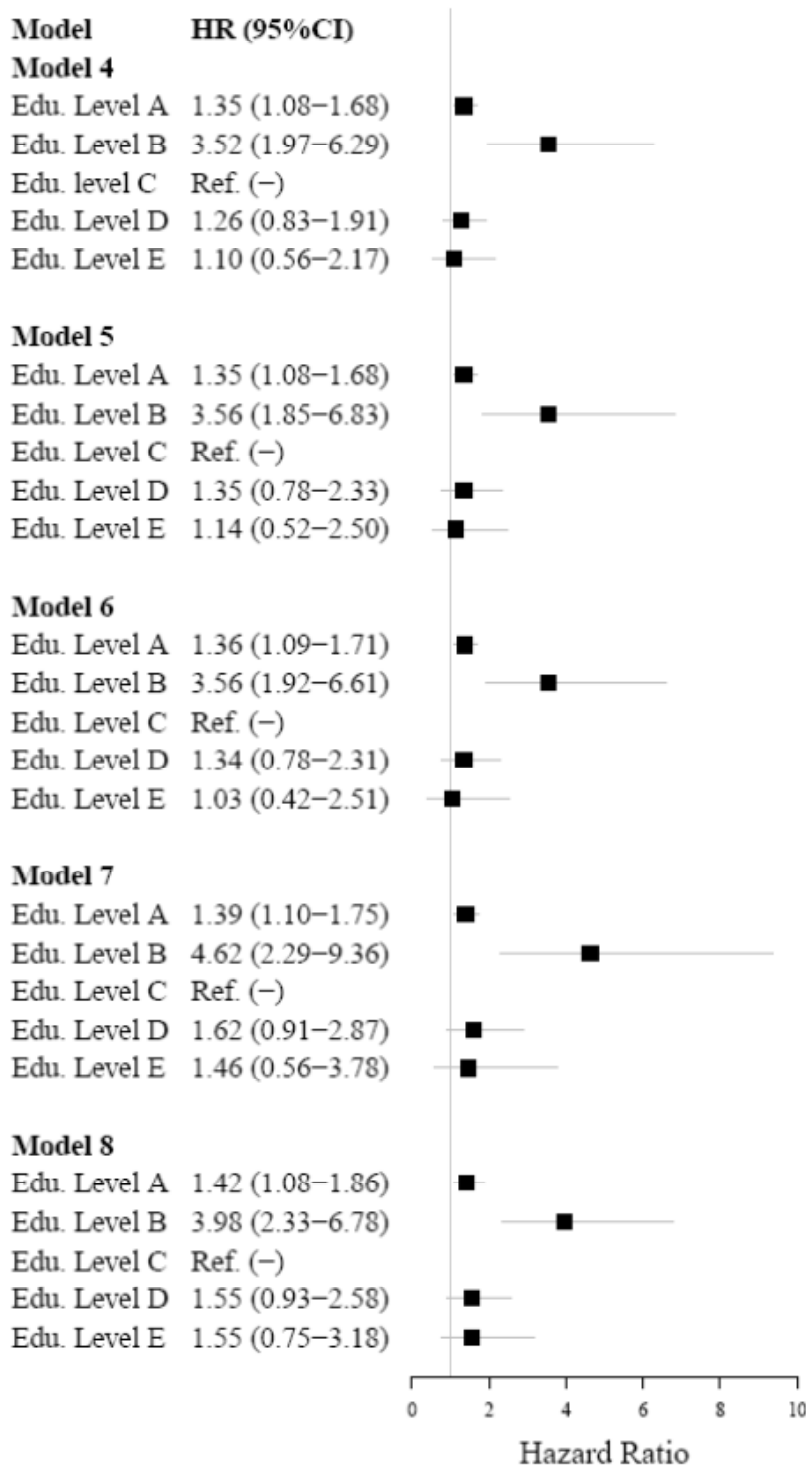 Model HR (95%CI)
Model 4
Edu. Level A 1.35 (1.08−1.68)
Edu. Level B 3.52 (1.97−6.29)
Edu. level C Ref. (−)
Edu. Level D 1.26 (0.83−1.91)
Edu. Level E 1.10 (0.56−2.17)
Model 5
Edu. Level A 1.35 (1.08−1.68)
Edu. Level B 3.56 (1.85−6.83)
Edu. Level C Ref. (−)
Edu. Level D 1.35 (0.78−2.33)
Edu. Level E 1.14 (0.52−2.50)
Model 6
Edu. Level A 1.36 (1.09−1.71)
Edu. Level B 3.56 (1.92−6.61)
Edu. Level C Ref. (−)
Edu. Level D 1.34 (0.78−2.31)
Edu. Level E 1.03 (0.42−2.51)
Model 7
Edu. Level A 1.39 (1.10−1.75)
Edu. Level B 4.62 (2.29−9.36)
Edu. Level C Ref. (−)
Edu. Level D 1.62 (0.91−2.87)
Edu. Level E 1.46 (0.56−3.78)
Model 8
Edu. Level A 1.42 (1.08−1.86)
Edu. Level B 3.98 (2.33−6.78)
Edu. Level C Ref. (−)
Edu. Level D 1.55 (0.93−2.58)
Edu. Level E 1.55 (0.75−3.18)
0 2 4 6 8 10
Hazard Ratio